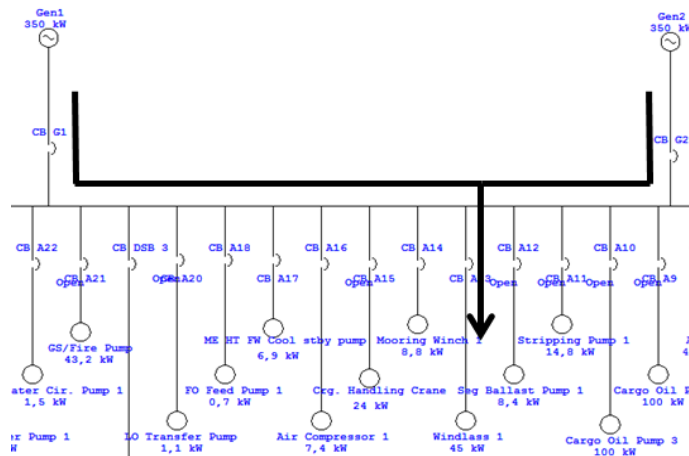 Gen1
350 kW
Gen2
350 kW
CB G1
CB G2
CB A22
CB DSB 3
CB A18
CB A16
CB A14
CB A12
CB A10
CB A21
Open
Open
A20
CB A17
CB A15
Open
Open
CB A11
Open
Open
CB A9
GS/Fire Pump
43,2 kW
ME HT FW Cool stby pump
6,9 kW
Mooring Winch 1
8,8 kW
Stripping Pump 1
14,8 kW
ater Cir. Pump 1
1,5 kW
FO Feed Pump 1
0,7 kW
Crg. Handling Crane
24 kW
Seg Ballast Pump 1
8,4 kW
Cargo Oil P
100 kW
er Pump 1
kW
LO Transfer Pump
1,1 kW
Air Compressor 1
7,4 kW
Windlass 1
45 kW
Cargo Oil Pump 3
100 kW